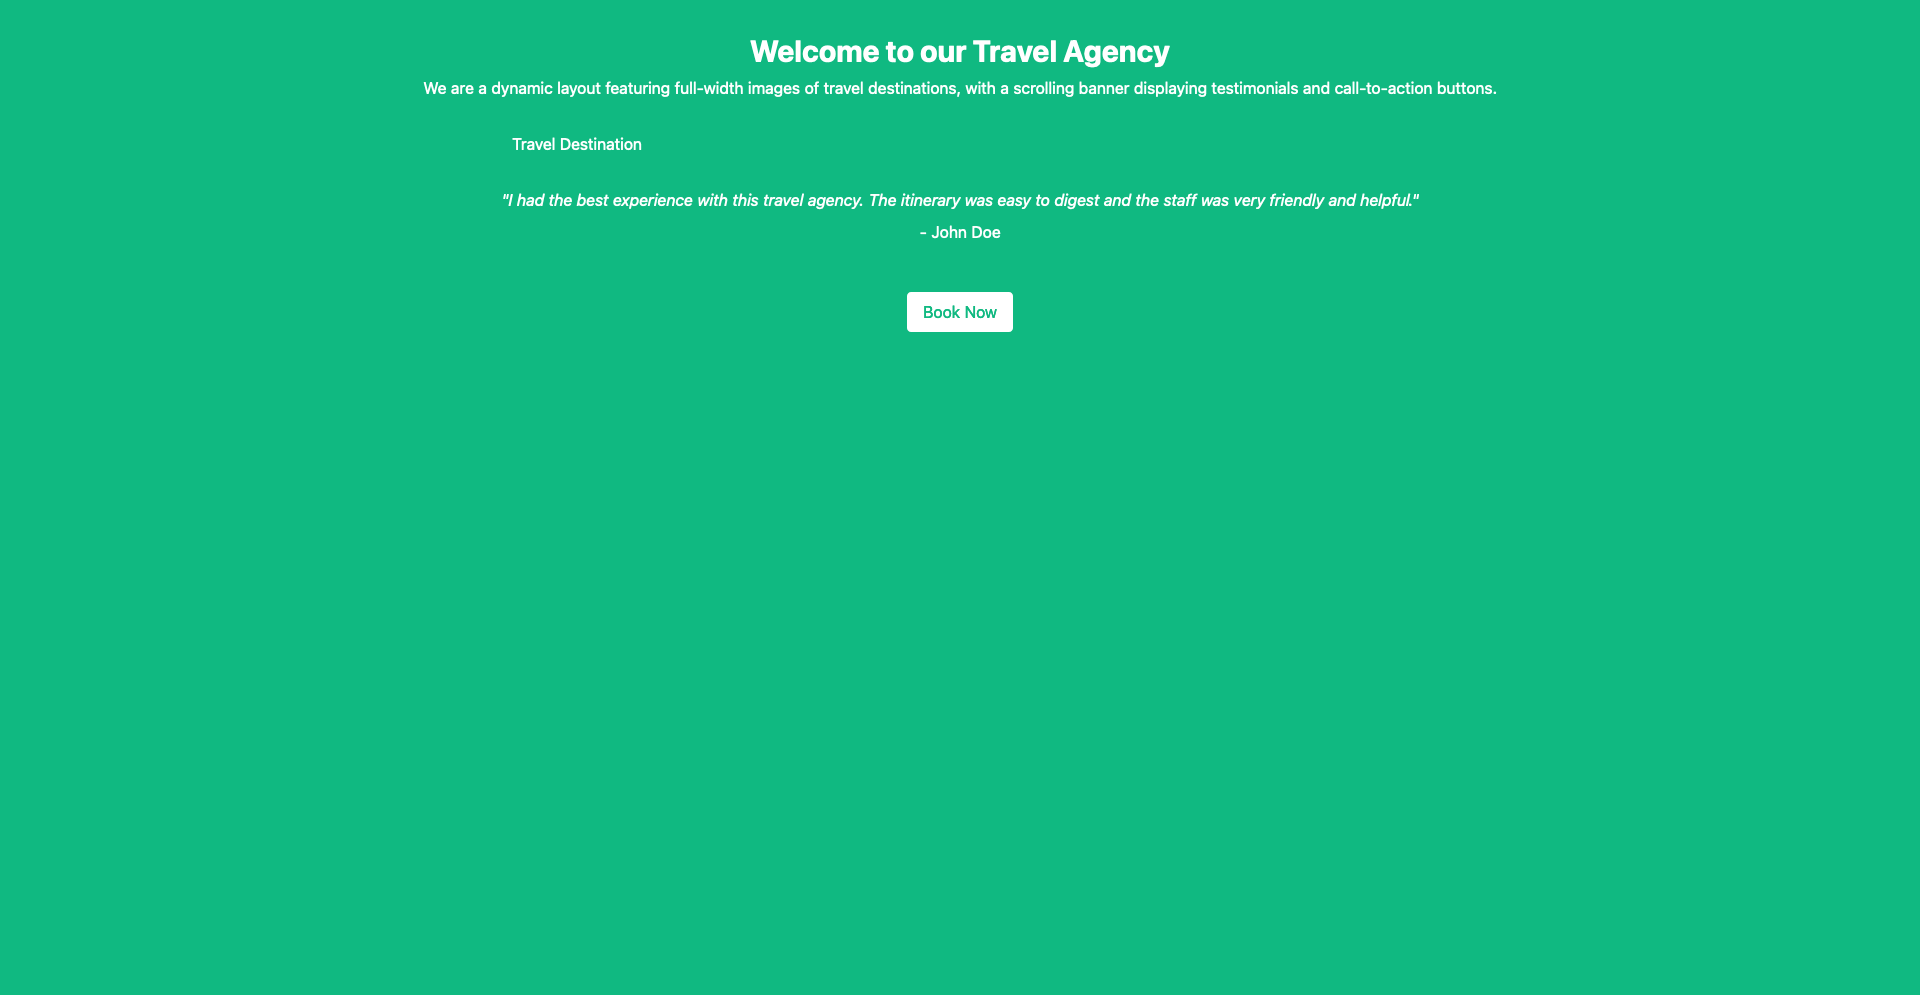 Welcome to our Travel Agency
We are a dynamic layout featuring full-width images of travel destinations, with a scrolling banner displaying testimonials and call-to-action buttons.
Travel Destination
"I had the best experience with this travel agency. The itinerary was easy to digest and the staff was very friendly and helpful."
- John Doe
Book Now